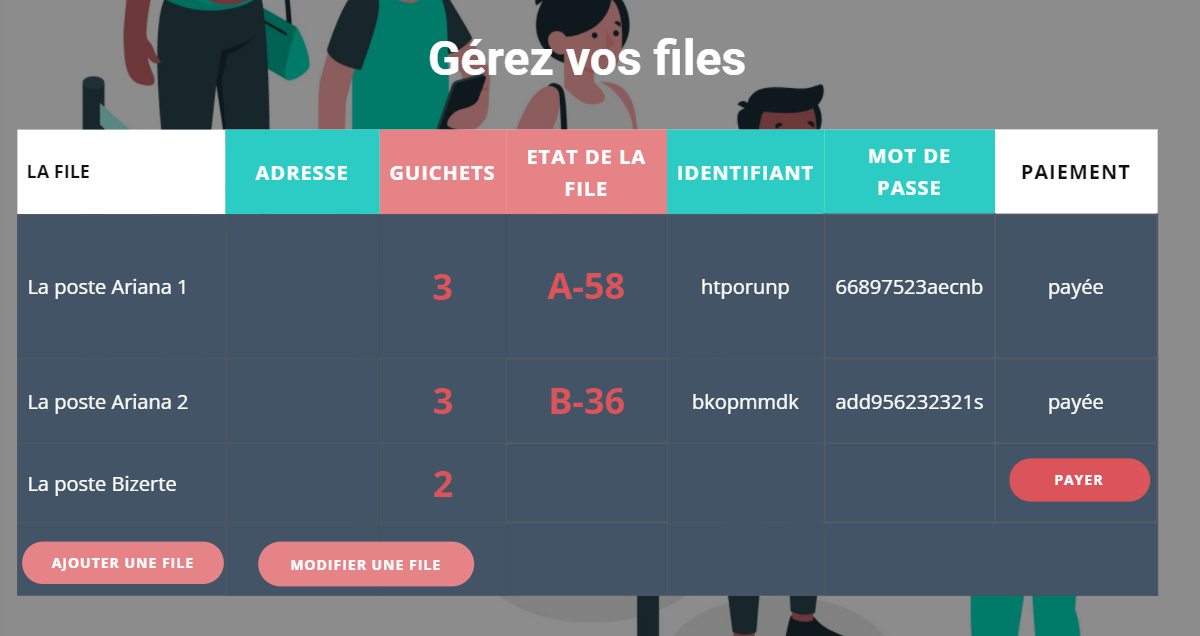 Gérez vos files
LA FILE ADRESSE GUICHETS ETAT DE LA FILE IDENTIFIANT MOT DE PASSE PAIEMENT
La poste Ariana 1 3 A-58 htporunp 66897523aecnb payée
La poste Ariana 2 3 B-36 bkopmmdk add956232321s payée
La poste Bizerte 2 PAYER
AJOUTER UNE FILE MODIFIER UNE FILE